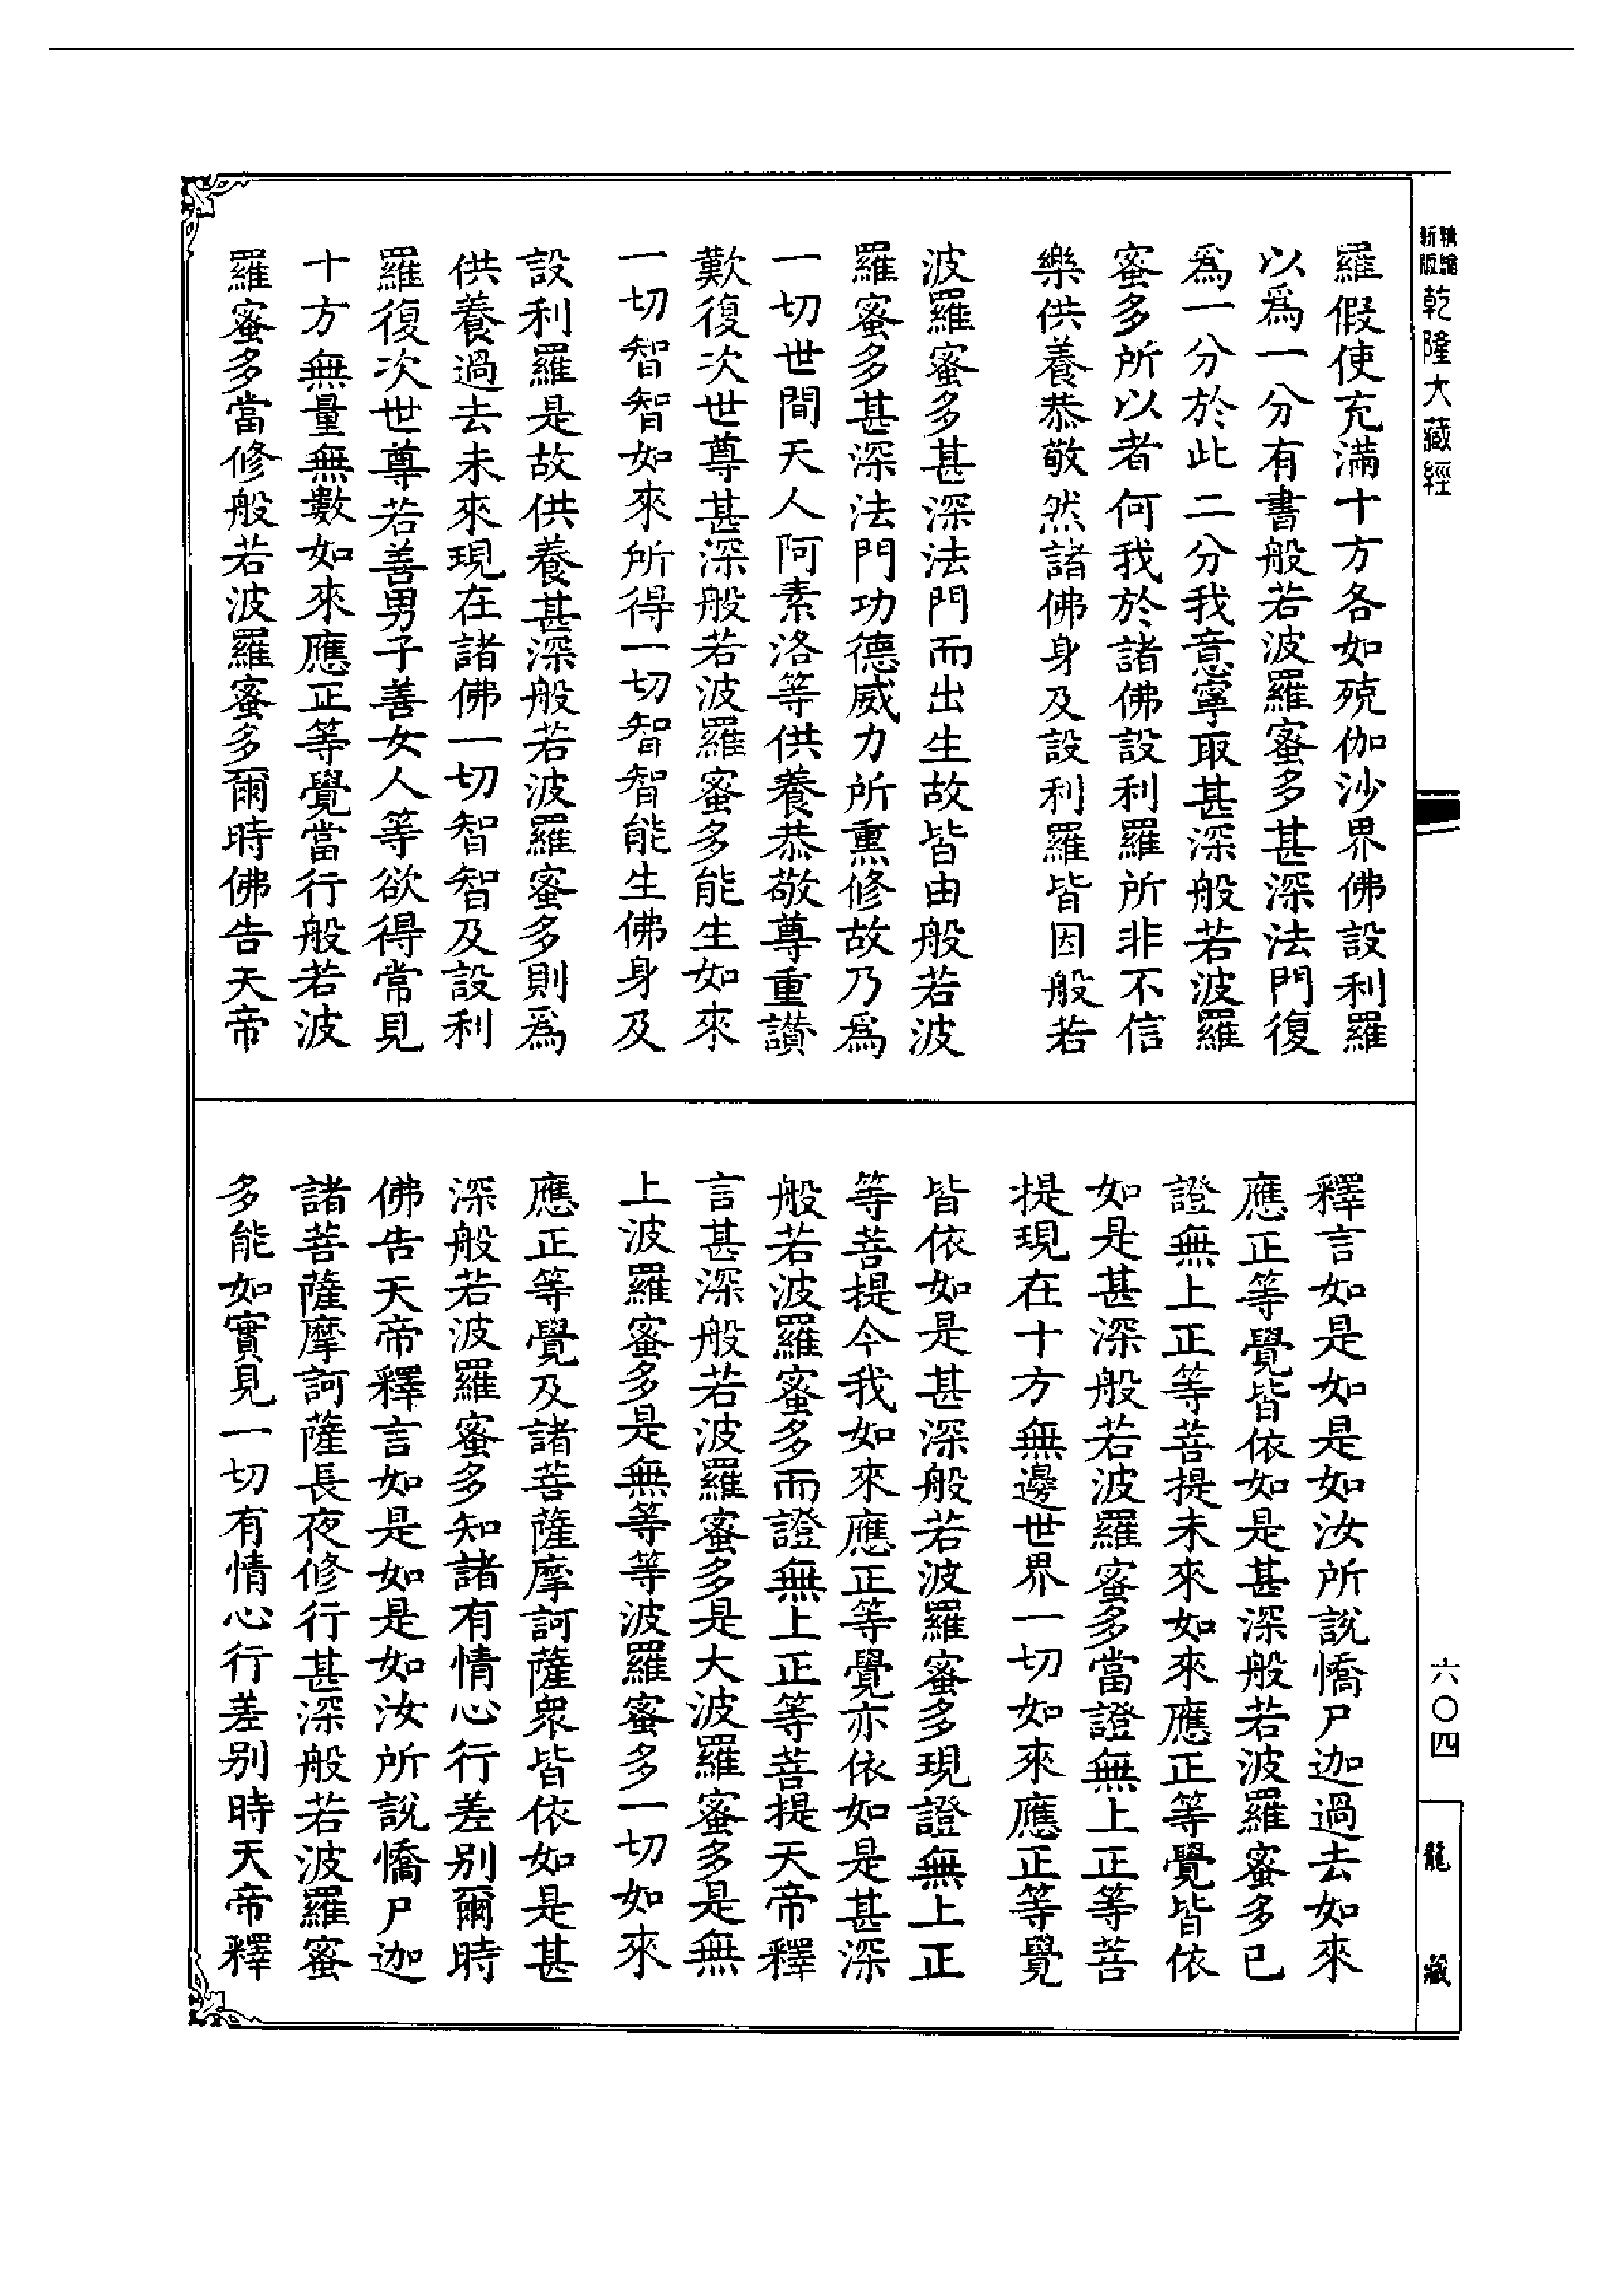 精縮
新版
乾隆大藏經
羅假使充滿十方各如殑伽沙界佛設利羅
以爲一分有書般若波羅蜜多甚深法門復
爲一分於此二分我意寧取甚深般若波羅
蜜多所以者何我於諸佛設利羅所非不信
樂供養恭敬然諸佛身及設利羅皆因般若
波羅蜜多甚深法門而出生故皆由般若波
羅蜜多甚深法門功德威力所熏修故乃爲
一切世間天人阿素洛等供養恭敬尊重讚
歎復次世尊甚深般若波羅蜜多能生如來
一切智智如來所得一切智智能生佛身及
設利羅是故供養甚深般若波羅蜜多則爲
供養過去未來現在諸佛一切智智及設利
羅復次世尊若善男子善女人等欲得常見
十方無量無數如來應正等覺當行般若波
羅蜜多當修般若波羅蜜多爾時佛告天帝
釋言如是如是如汝所說憍尸迦過去如來
應正等覺皆依如是甚深般若波羅蜜多已
證無上正等菩提未來如來應正等覺皆依
如是甚深般若波羅蜜多當證無上正等菩
提現在十方無邊世界一切如來應正等覺
皆依如是甚深般若波羅蜜多現證無上正
等菩提今我如來應正等覺亦依如是甚深
般若波羅蜜多而證無上正等菩提天帝釋
言甚深般若波羅蜜多是大波羅蜜多是無
上波羅蜜多是無等等波羅蜜多一切如來
應正等覺及諸菩薩摩訶薩衆皆依如是甚
深般若波羅蜜多知諸有情心行差別爾時
佛告天帝釋言如是如是如汝所說憍尸迦
諸菩薩摩訶薩長夜修行甚深般若波羅蜜
多能如實見一切有情心行差別時天帝釋
六〇四
龍藏